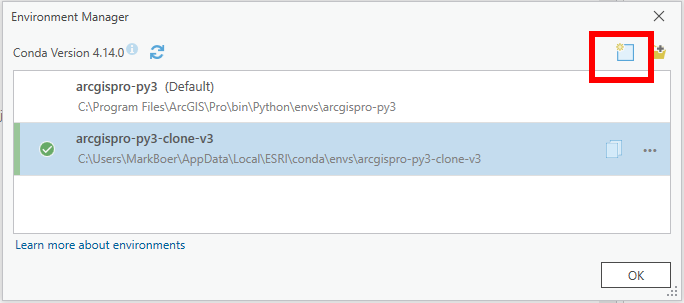 Environment Manager
Conda Version 4.14.0
arcgispro-py3 (Default)
C:\Program Files\ArcGIS\Pro\bin\Python\envs\arcgispro-py3
arcgispro-py3-clone-v3
C:\Users\MarkBoer\AppData\Local\ESRI\conda\envs\arcgispro-py3-clone-v3
Learn more about environments
OK